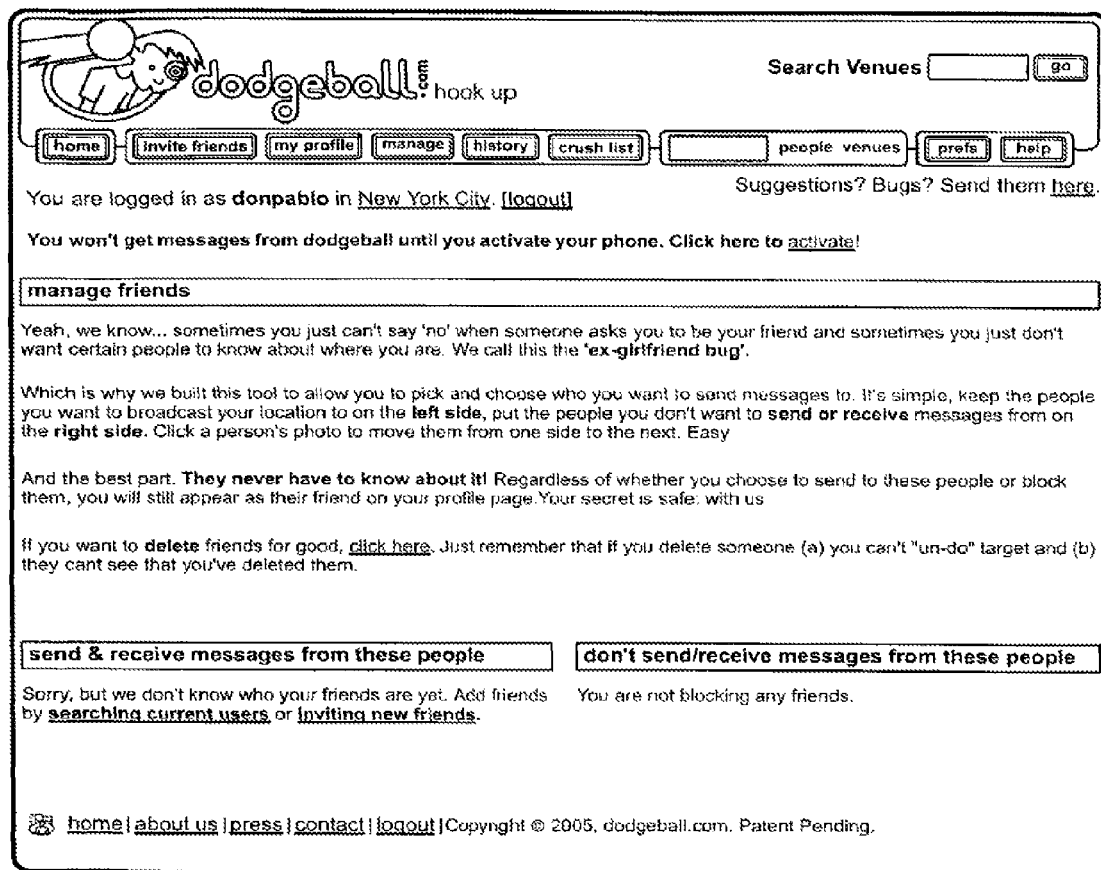 dodgeball.com hook up
Search Venues go
home invite friends my profile manage history crush list people venues prefs help
Suggestions? Bugs? Send them here.
You are logged in as donpablo in New York City. [logout]
You won't get messages from dodgeball until you activate your phone. Click here to activate!
manage friends
Yeah, we know... sometimes you just can't say 'no' when someone asks you to be your friend and sometimes you just don't
want certain people to know about where you are. We call this the 'ex-girlfriend bug'.
Which is why we built this tool to allow you to pick and choose who you want to send messages to. It's simple, keep the people
you want to broadcast your location to on the left side, put the people you don't want to send or receive messages from on
the right side. Click a person's photo to move them from one side to the next. Easy
And the best part. They never have to know about it! Regardless of whether you choose to send to these people or block
them, you will still appear as their friend on your profile page.Your secret is safe: with us
If you want to delete friends for good, click here. Just remember that if you delete someone (a) you can't "un-do" target and (b)
they cant see that you've deleted them.
send & receive messages from these people
Sorry, but we don't know who your friends are yet. Add friends
by searching current users or inviting new friends.
don't send/receive messages from these people
You are not blocking any friends.
home | about us | press | contact | logout | Copyright © 2005, dodgeball.com. Patent Pending.